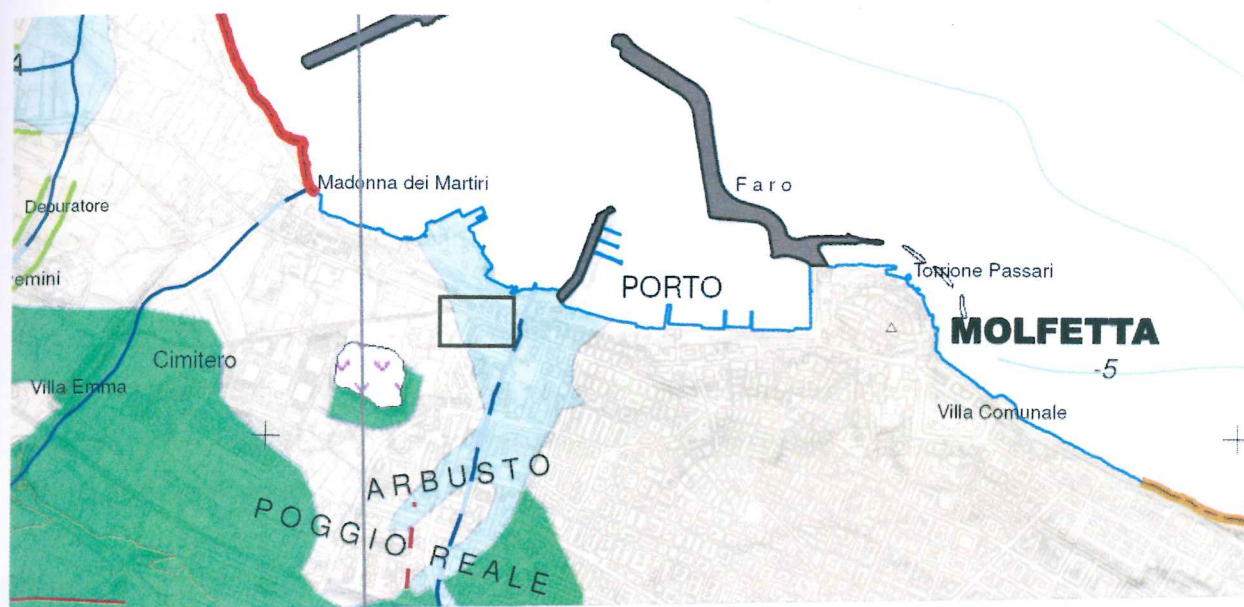 Madonna dei Martiri
Faro
Depuratore
Torrione Passari
emini
PORTO
MOLFETTA
-5
Cimitero
Villa Emma
Villa Comunale
ARBUSTO
POGGIO REALE